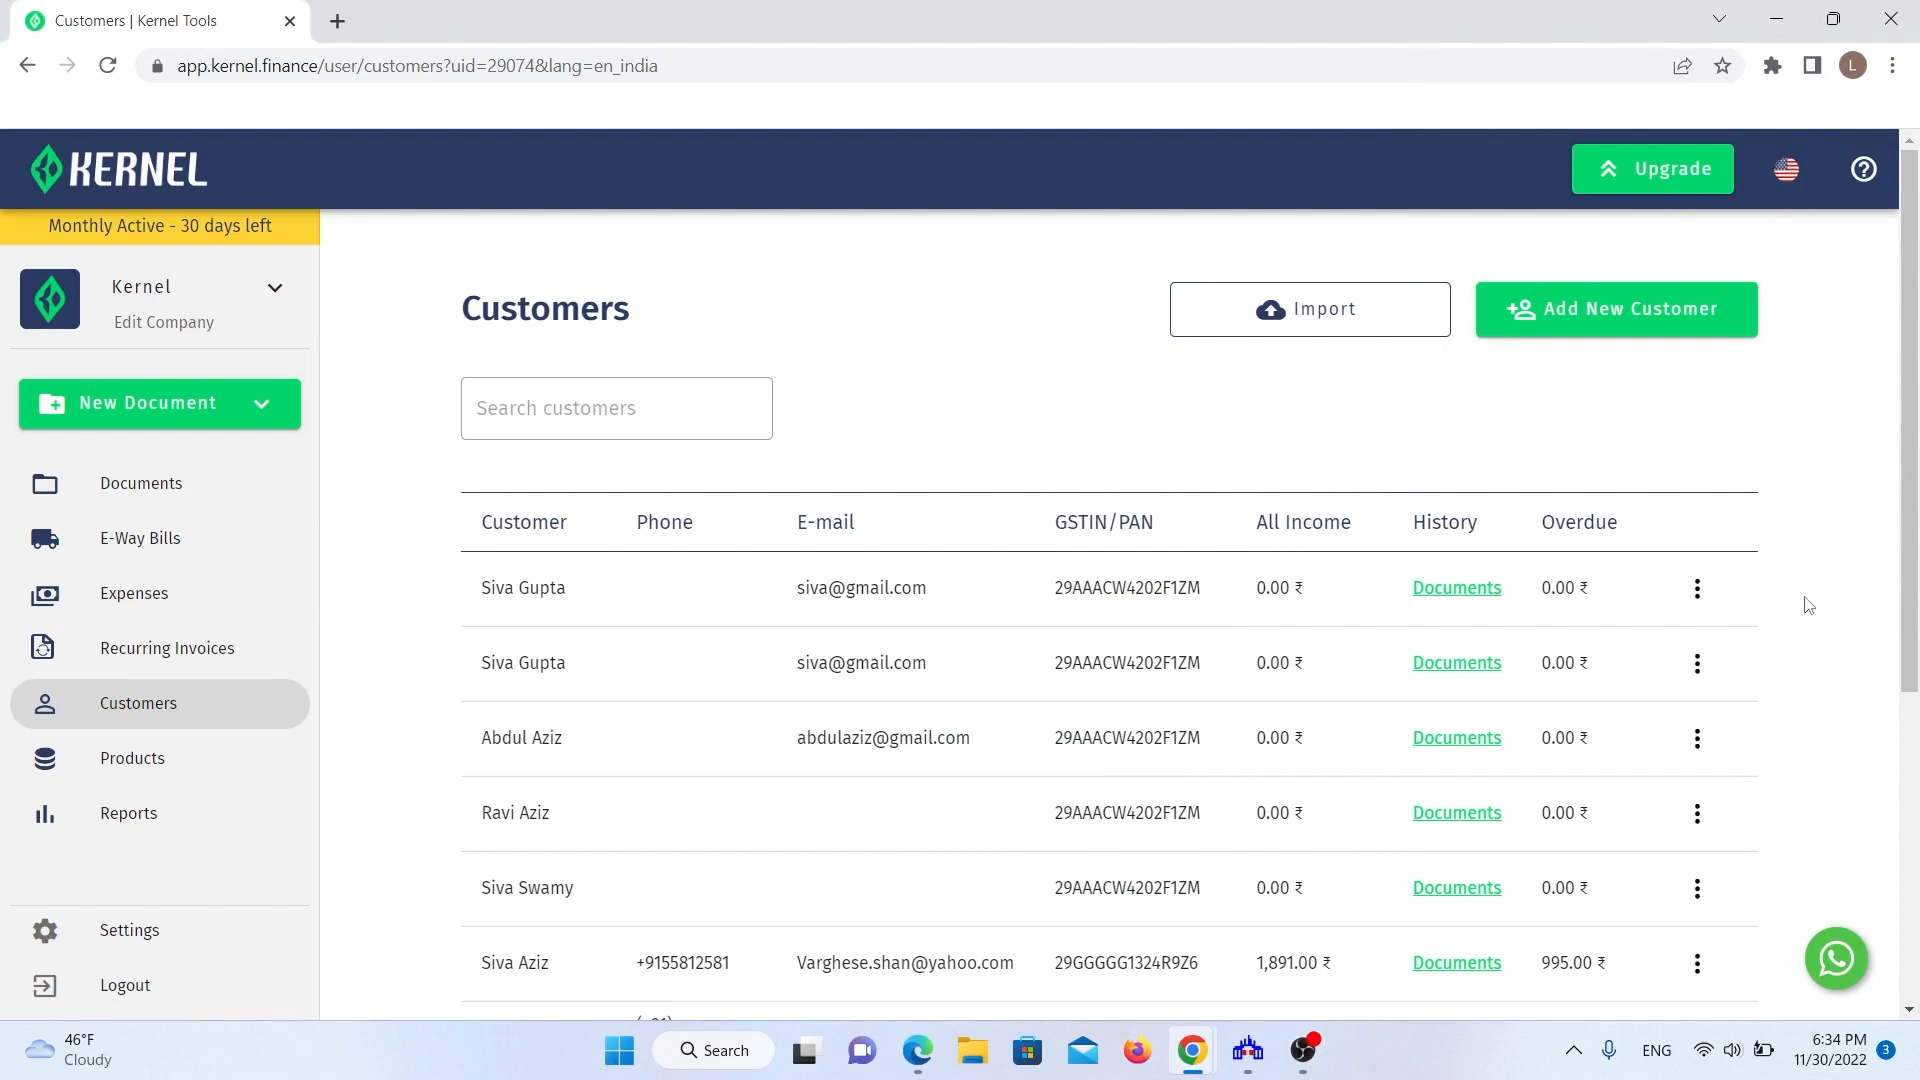 Customers | Kernel Tools
app.kernel.finance/user/customers?uid=29074&lang=en_india
L
KERNEL
Upgrade
Monthly Active - 30 days left
Kernel
Edit Company
New Document
Documents
E-Way Bills
Expenses
Recurring Invoices
Customers
Products
Reports
Settings
Logout
Customers
Import
Add New Customer
Search customers
Customer Phone E-mail GSTIN/PAN All Income History Overdue
Siva Gupta siva@gmail.com 29AAACW4202F1ZM 0.00 ₹ Documents 0.00 ₹
Siva Gupta siva@gmail.com 29AAACW4202F1ZM 0.00 ₹ Documents 0.00 ₹
Abdul Aziz abdulaziz@gmail.com 29AAACW4202F1ZM 0.00 ₹ Documents 0.00 ₹
Ravi Aziz 29AAACW4202F1ZM 0.00 ₹ Documents 0.00 ₹
Siva Swamy 29AAACW4202F1ZM 0.00 ₹ Documents 0.00 ₹
Siva Aziz +9155812581 Varghese.shan@yahoo.com 29GGGGG1324R9Z6 1,891.00 ₹ Documents 995.00 ₹
46°F
Cloudy
Search
ENG
6:34 PM
11/30/2022
3